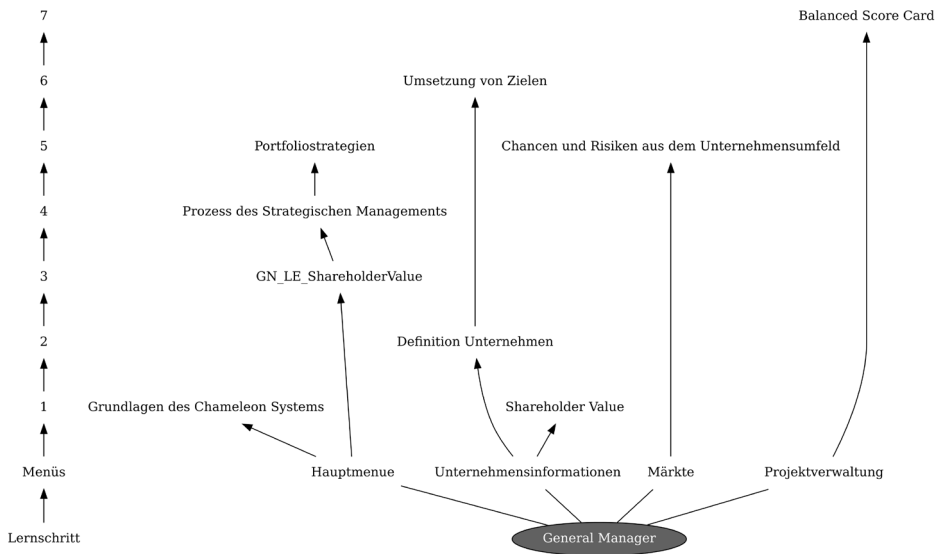 7 Balanced Score Card
6 Umsetzung von Zielen
5 Portfoliostrategien Chancen und Risiken aus dem Unternehmensumfeld
4 Prozess des Strategischen Managements
3 GN_LE_ShareholderValue
2 Definition Unternehmen
1 Grundlagen des Chameleon Systems Shareholder Value
Menüs Hauptmenue Unternehmensinformationen Märkte Projektverwaltung
Lernschritt General Manager